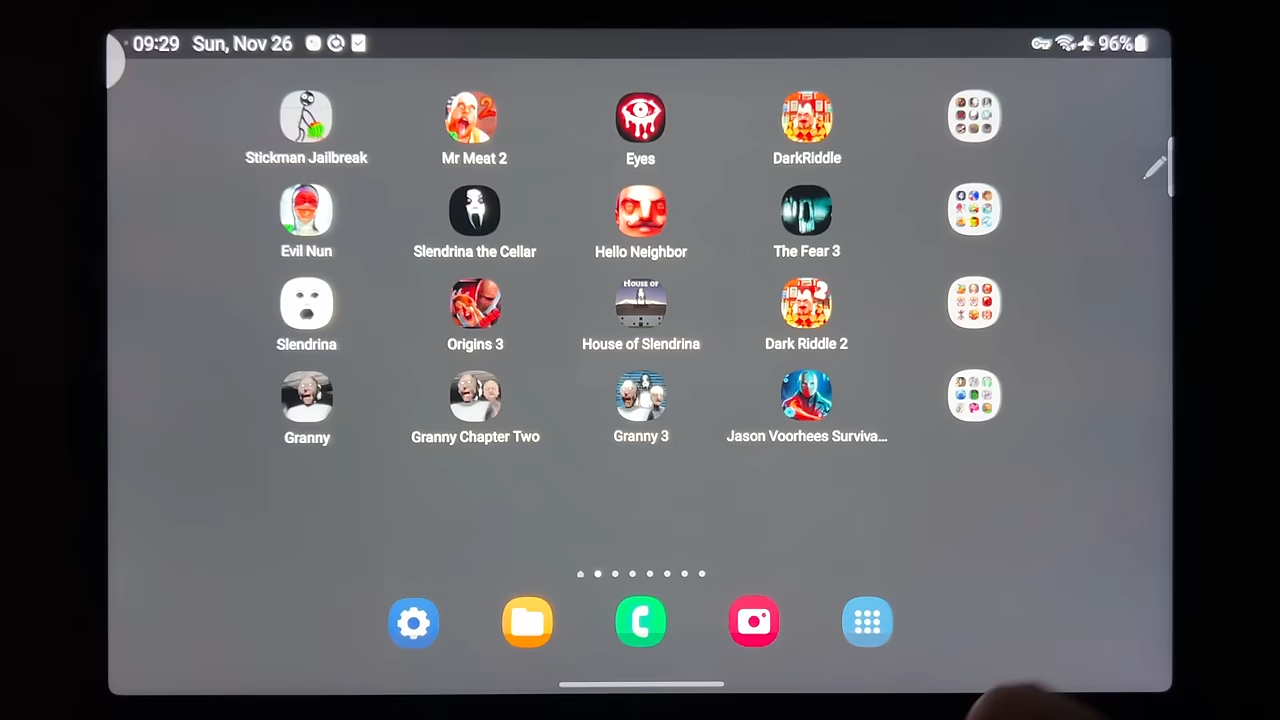 09:29 Sun, Nov 26 96%
Stickman Jailbreak Mr Meat 2 Eyes DarkRiddle
Evil Nun Slendrina the Cellar Hello Neighbor The Fear 3
HOUSE OF
Slendrina Origins 3 House of Slendrina Dark Riddle 2
Granny Granny Chapter Two Granny 3 Jason Voorhees Surviva...